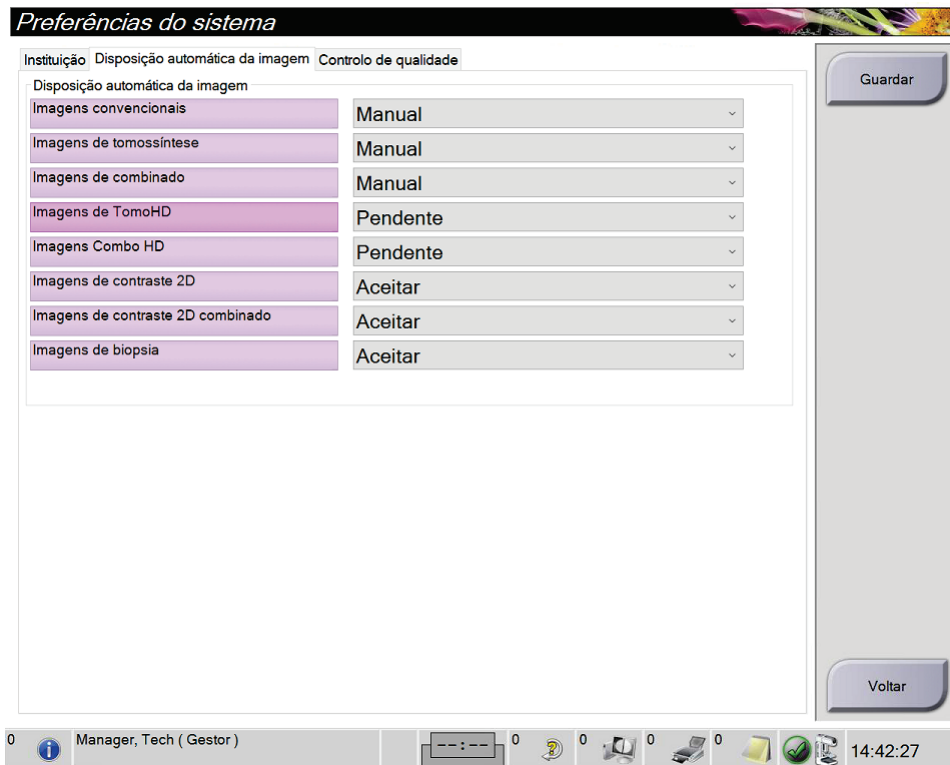 Preferências do sistema
Instituição Disposição automática da imagem Controlo de qualidade
Guardar
Disposição automática da imagem
Imagens convencionais Manual
Imagens de tomossíntese Manual
Imagens de combinado Manual
Imagens de TomoHD Pendente
Imagens Combo HD Pendente
Imagens de contraste 2D Aceitar
Imagens de contraste 2D combinado Aceitar
Imagens de biopsia Aceitar
Voltar
0 Manager, Tech ( Gestor ) --:-- 0 0 0 0 14:42:27